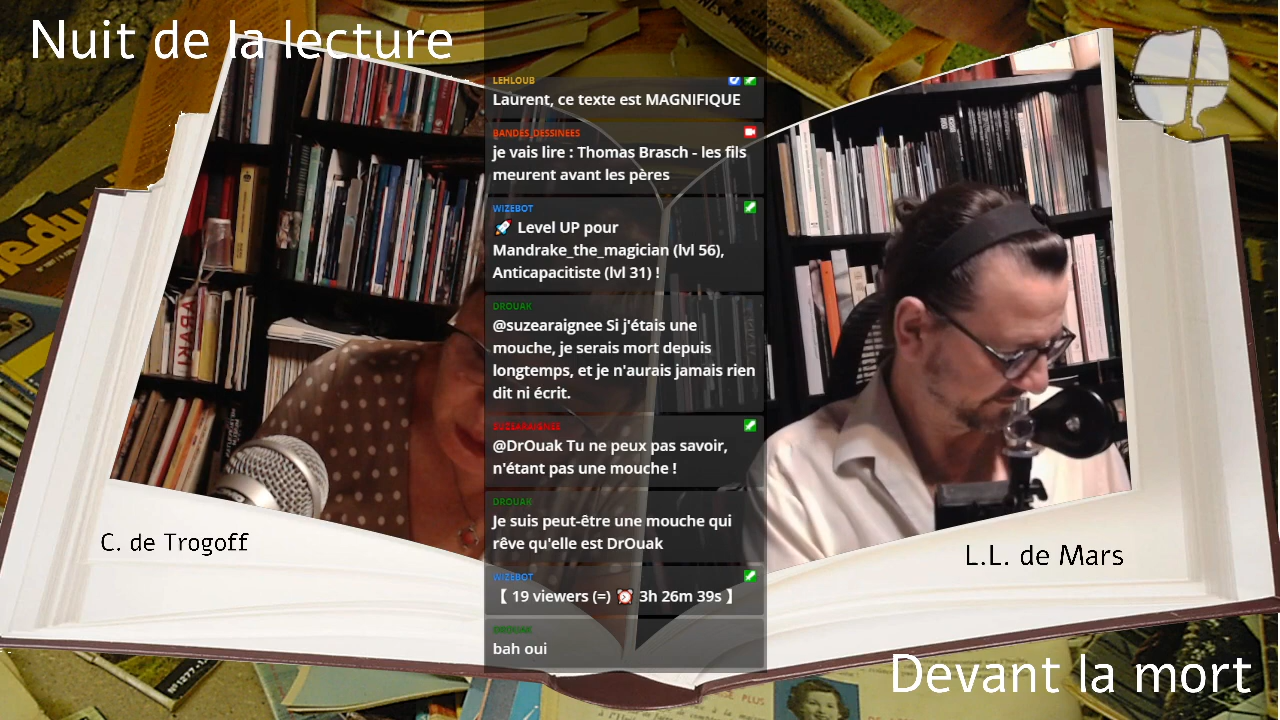 Nuit de la lecture
LEHLOUB
Laurent, ce texte est MAGNIFIQUE
BANDES_DESSINEES
je vais lire : Thomas Brasch - les fils
meurent avant les pères
WIZEBOT
🚀 Level UP pour
Mandrake_the_magician (lvl 56),
Anticapacitiste (lvl 31) !
DROUAK
@suzearaignee Si j'étais une
mouche, je serais mort depuis
longtemps, et je n'aurais jamais rien
dit ni écrit.
SUZEARAIGNEE
@DrOuak Tu ne peux pas savoir,
n'étant pas une mouche !
DROUAK
Je suis peut-être une mouche qui
rêve qu'elle est DrOuak
WIZEBOT
【 19 viewers (=) ⏰ 3h 26m 39s 】
DROUAK
bah oui
C. de Trogoff
L.L. de Mars
Devant la mort